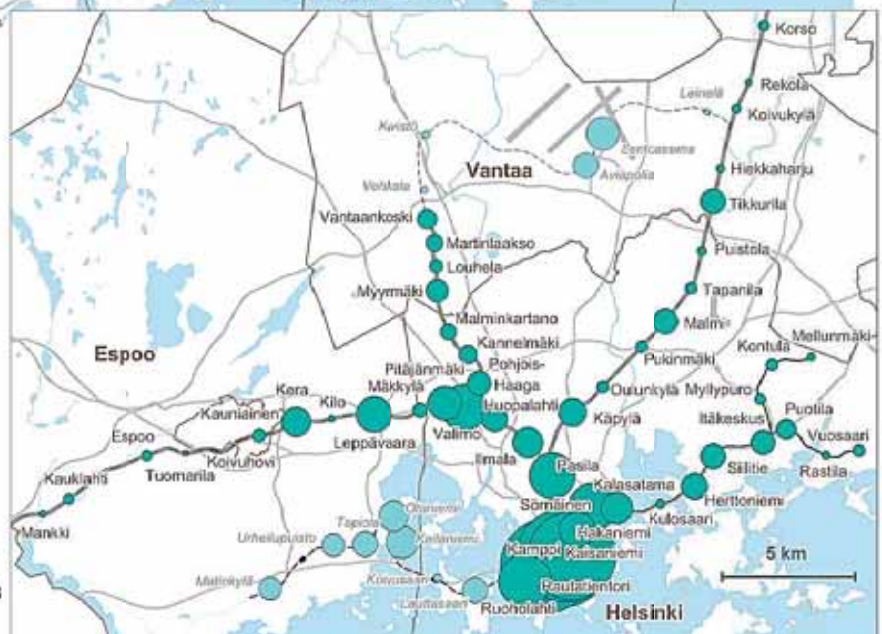 Korso
Rekola
Leinelä
Koivukylä
Kivistö
Lentoasema
Vantaa
Hiekkaharju
Aviapolis
Vehkala
Tikkurila
Vantaankoski
Martinlaakso
Puistola
Louhela
Tapanila
Myyrmäki
Malmi
Malminkartano
Mellunmäki
Kannelmäki
Kontula
Espoo
Pukinmäki
Pitäjänmäki
Pohjois-
Haaga
Mäkkylä
Oulunkylä
Myllypuro
Kera
Kilo
Huopalahti
Itäkeskus
Puotila
Kauniainen
Käpylä
Valimo
Vuosaari
Espoo
Leppävaara
Koivuhovi
Ilmala
Pasila
Siilitie
Rastila
Tuomarila
Kauklahti
Kalasatama
Herttoniemi
Sörnäinen
Kulosaari
Otaniemi
Mankki
Tapiola
Hakaniemi
Urheilupuisto
Keilaniemi
Kamppi
Kaisaniemi
5 km
Matinkylä
Koivusaari
Rautatientori
Lauttasaari
Ruoholahti
Helsinki